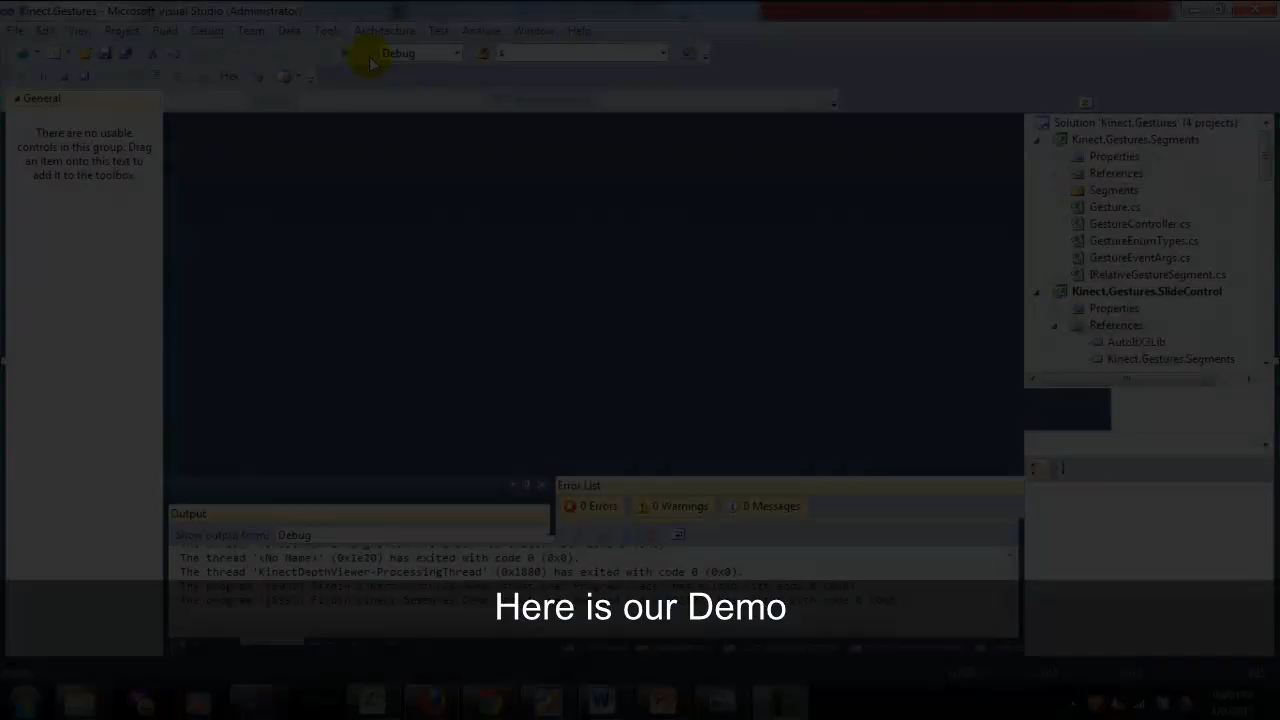 Kinect.Gestures - Microsoft Visual Studio (Administrator)
File Edit View Project Build Debug Team Data Tools Architecture Test Analyze Window Help
Debug
Hex
General
There are no usable
controls in this group. Drag
an item onto this text to
add it to the toolbox.
Solution 'Kinect.Gestures' (4 projects)
Kinect.Gestures.Segments
Properties
References
Segments
Gesture.cs
GestureController.cs
GestureEnumTypes.cs
GestureEventArgs.cs
IRelativeGestureSegment.cs
Kinect.Gestures.SlideControl
Properties
References
AutoItX3Lib
Kinect.Gestures.Segments
Error List
0 Errors
0 Warnings
0 Messages
Output
Show output from: Debug
The thread '<No Name>' (0x1e20) has exited with code 0 (0x0).
The thread 'KinectDepthViewer-ProcessingThread' (0x1880) has exited with code 0 (0x0).
Here is our Demo